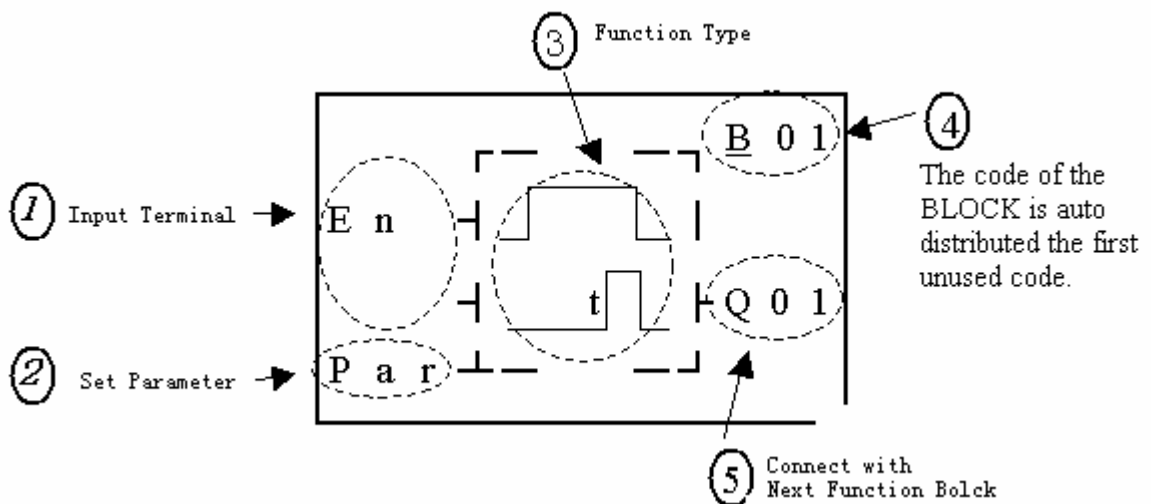 ③ Function Type
B 0 1
④
The code of the
BLOCK is auto
distributed the first
unused code.
① Input Terminal
E n
t
Q 0 1
② Set Parameter
P a r
⑤ Connect with
Next Function Bolck